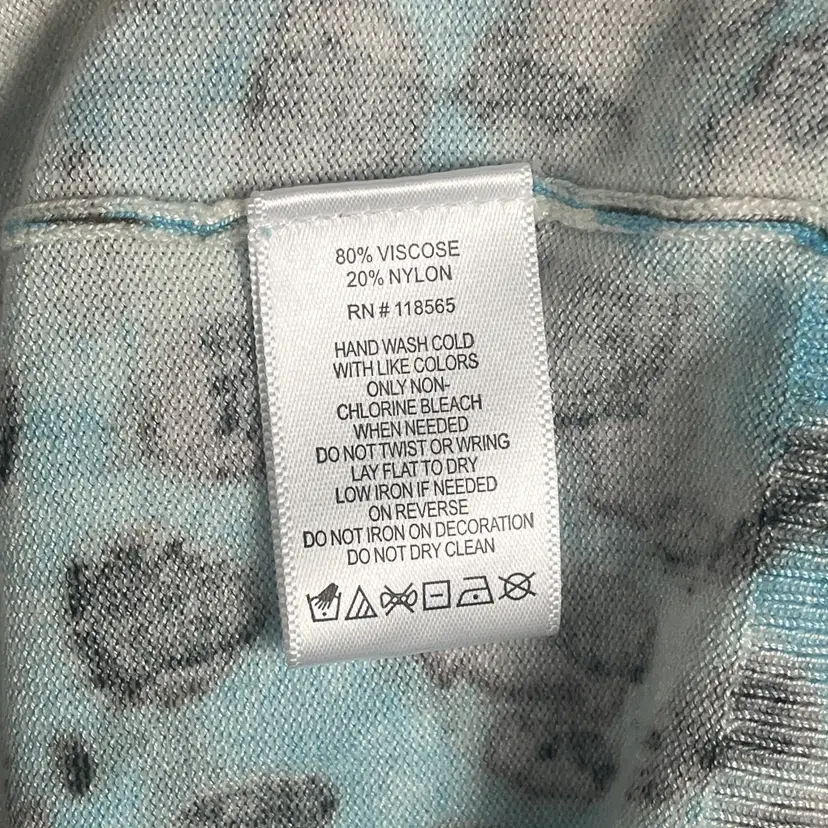 80% VISCOSE
20% NYLON
RN # 118565
HAND WASH COLD
WITH LIKE COLORS
ONLY NON-
CHLORINE BLEACH
WHEN NEEDED
DO NOT TWIST OR WRING
LAY FLAT TO DRY
LOW IRON IF NEEDED
ON REVERSE
DO NOT IRON ON DECORATION
DO NOT DRY CLEAN